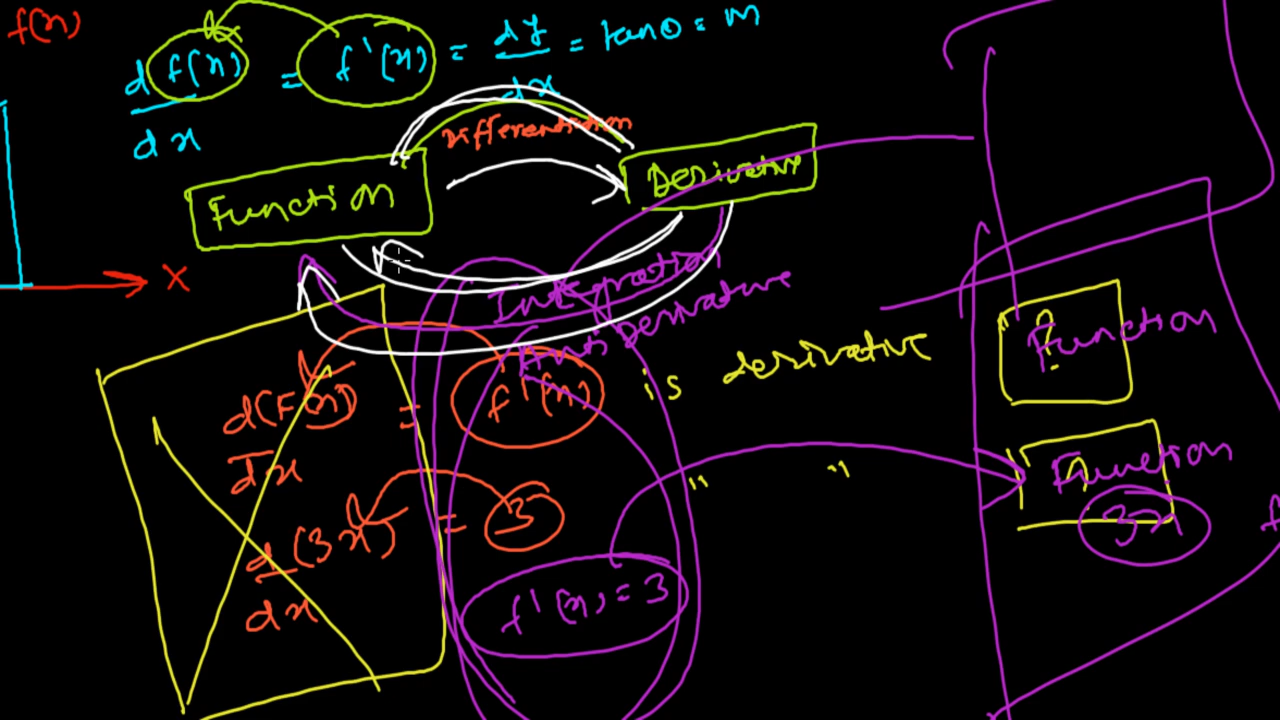 f(x)
d f(x) / dx = f'(x) = dy / dx = tanθ = m
Differentiation
Function
Derivative
X
Integration
Anti Derivative
d(F(x)) / dx = f'(x) is derivative
? Function
d/dx (3x) = 3 " "
? Function
3x
f'(x) = 3